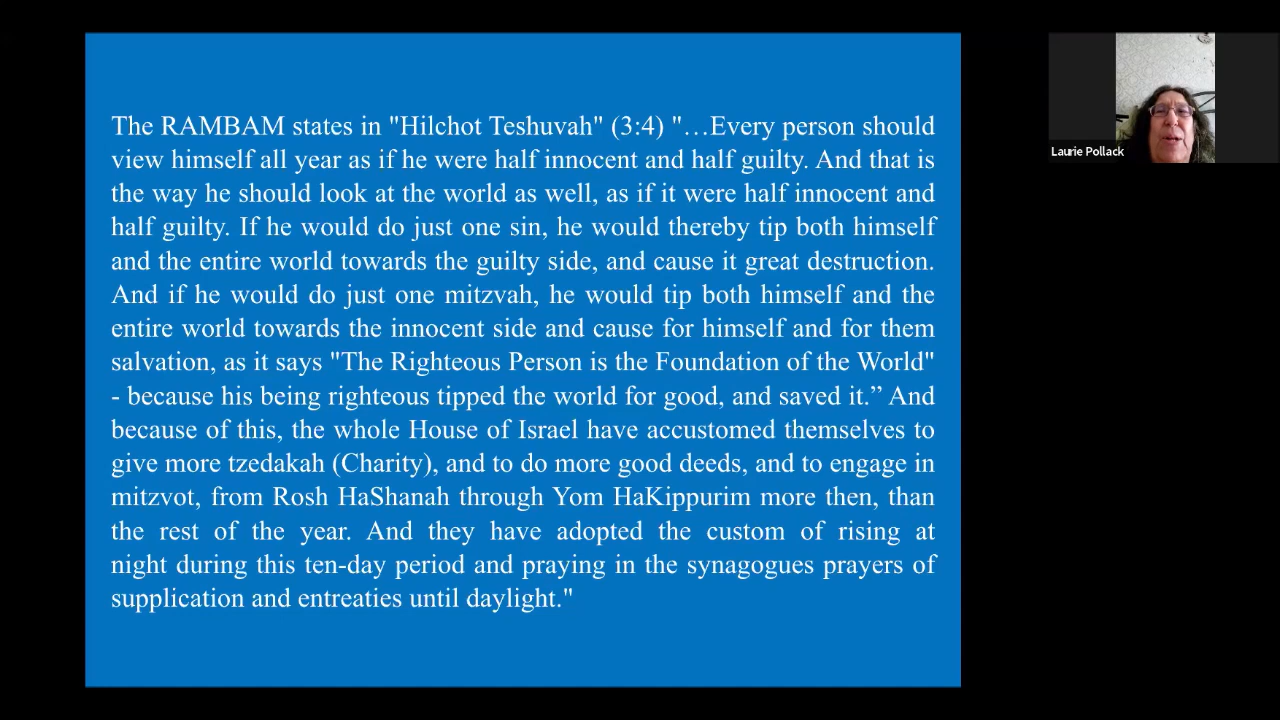 The RAMBAM states in "Hilchot Teshuvah" (3:4) "…Every person should
view himself all year as if he were half innocent and half guilty. And that is
the way he should look at the world as well, as if it were half innocent and
half guilty. If he would do just one sin, he would thereby tip both himself
and the entire world towards the guilty side, and cause it great destruction.
And if he would do just one mitzvah, he would tip both himself and the
entire world towards the innocent side and cause for himself and for them
salvation, as it says "The Righteous Person is the Foundation of the World"
- because his being righteous tipped the world for good, and saved it.” And
because of this, the whole House of Israel have accustomed themselves to
give more tzedakah (Charity), and to do more good deeds, and to engage in
mitzvot, from Rosh HaShanah through Yom HaKippurim more then, than
the rest of the year. And they have adopted the custom of rising at
night during this ten-day period and praying in the synagogues prayers of
supplication and entreaties until daylight."
Laurie Pollack